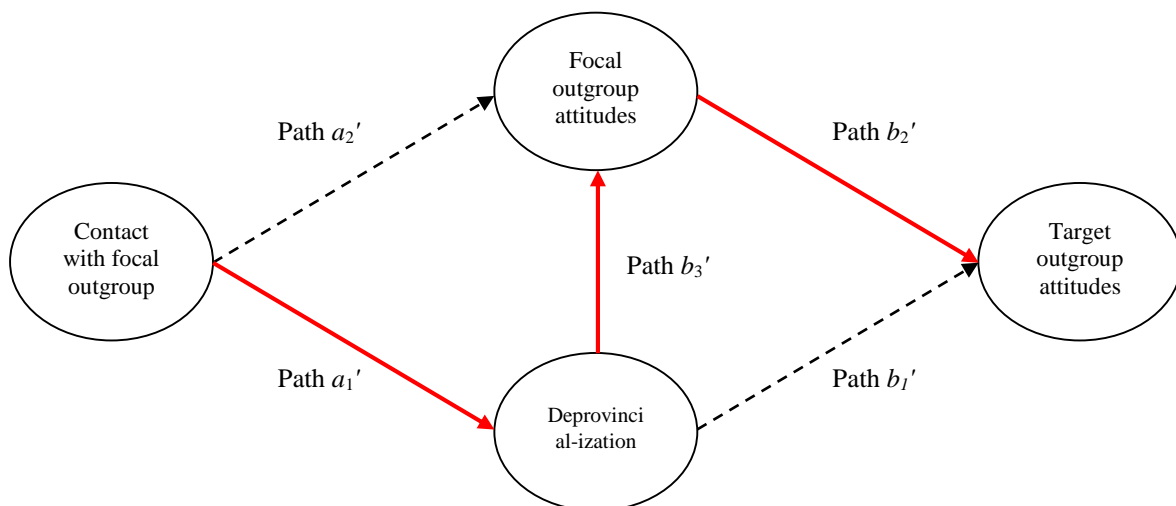 Focal
outgroup
attitudes
Path a₂′
Path b₂′
Contact
with focal
outgroup
Path b₃′
Target
outgroup
attitudes
Path a₁′
Path b₁′
Deprovinci
al-ization